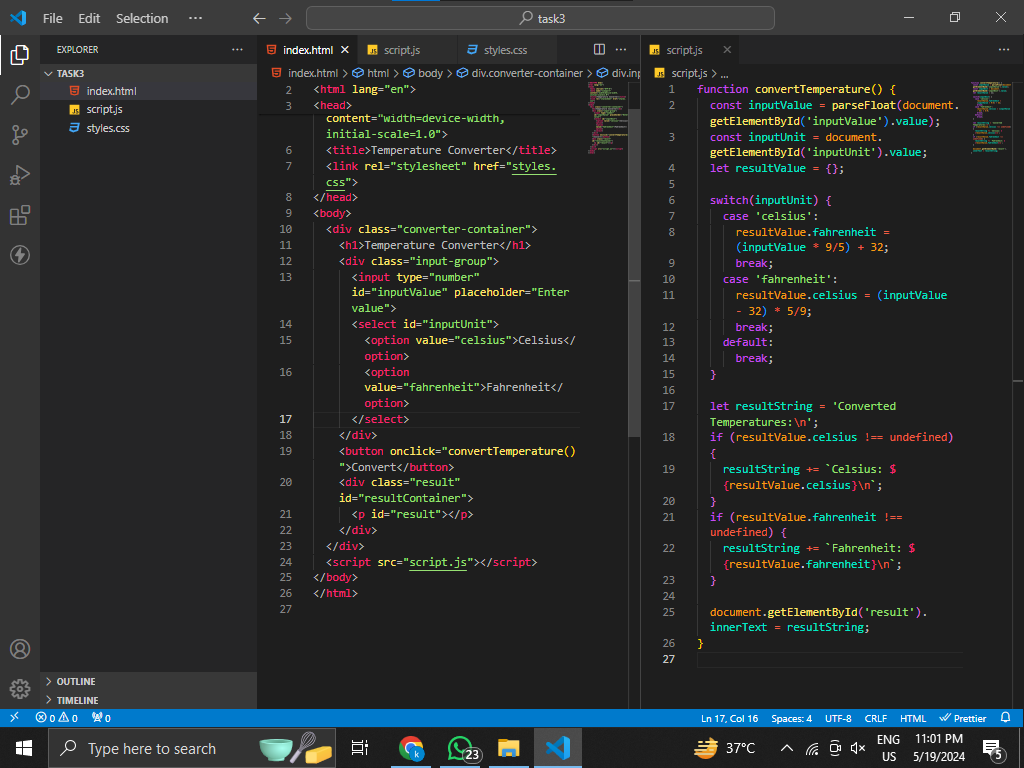 File Edit Selection ··· task3
EXPLORER ···
TASK3
index.html
script.js
styles.css
OUTLINE
TIMELINE
index.html script.js styles.css ···
index.html > html > body > div.converter-container > div.inp
2 <html lang="en">
3 <head>
content="width=device-width,
initial-scale=1.0">
6 <title>Temperature Converter</title>
7 <link rel="stylesheet" href="styles.
css">
8 </head>
9 <body>
10 <div class="converter-container">
11 <h1>Temperature Converter</h1>
12 <div class="input-group">
13 <input type="number"
id="inputValue" placeholder="Enter
value">
14 <select id="inputUnit">
15 <option value="celsius">Celsius</
option>
16 <option
value="fahrenheit">Fahrenheit</
option>
17 </select>
18 </div>
19 <button onclick="convertTemperature()
">Convert</button>
20 <div class="result"
id="resultContainer">
21 <p id="result"></p>
22 </div>
23 </div>
24 <script src="script.js"></script>
25 </body>
26 </html>
27
script.js ···
script.js > ...
1 function convertTemperature() {
2 const inputValue = parseFloat(document.
getElementById('inputValue').value);
3 const inputUnit = document.
getElementById('inputUnit').value;
4 let resultValue = {};
5
6 switch(inputUnit) {
7 case 'celsius':
8 resultValue.fahrenheit =
(inputValue * 9/5) + 32;
9 break;
10 case 'fahrenheit':
11 resultValue.celsius = (inputValue
- 32) * 5/9;
12 break;
13 default:
14 break;
15 }
16
17 let resultString = 'Converted
Temperatures:\n';
18 if (resultValue.celsius !== undefined)
{
19 resultString += `Celsius: $
{resultValue.celsius}\n`;
20 }
21 if (resultValue.fahrenheit !==
undefined) {
22 resultString += `Fahrenheit: $
{resultValue.fahrenheit}\n`;
23 }
24
25 document.getElementById('result').
innerText = resultString;
26 }
27
0 0 0 Ln 17, Col 16 Spaces: 4 UTF-8 CRLF HTML Prettier
Type here to search 23 37°C ENG 11:01 PM
US 5/19/2024 5